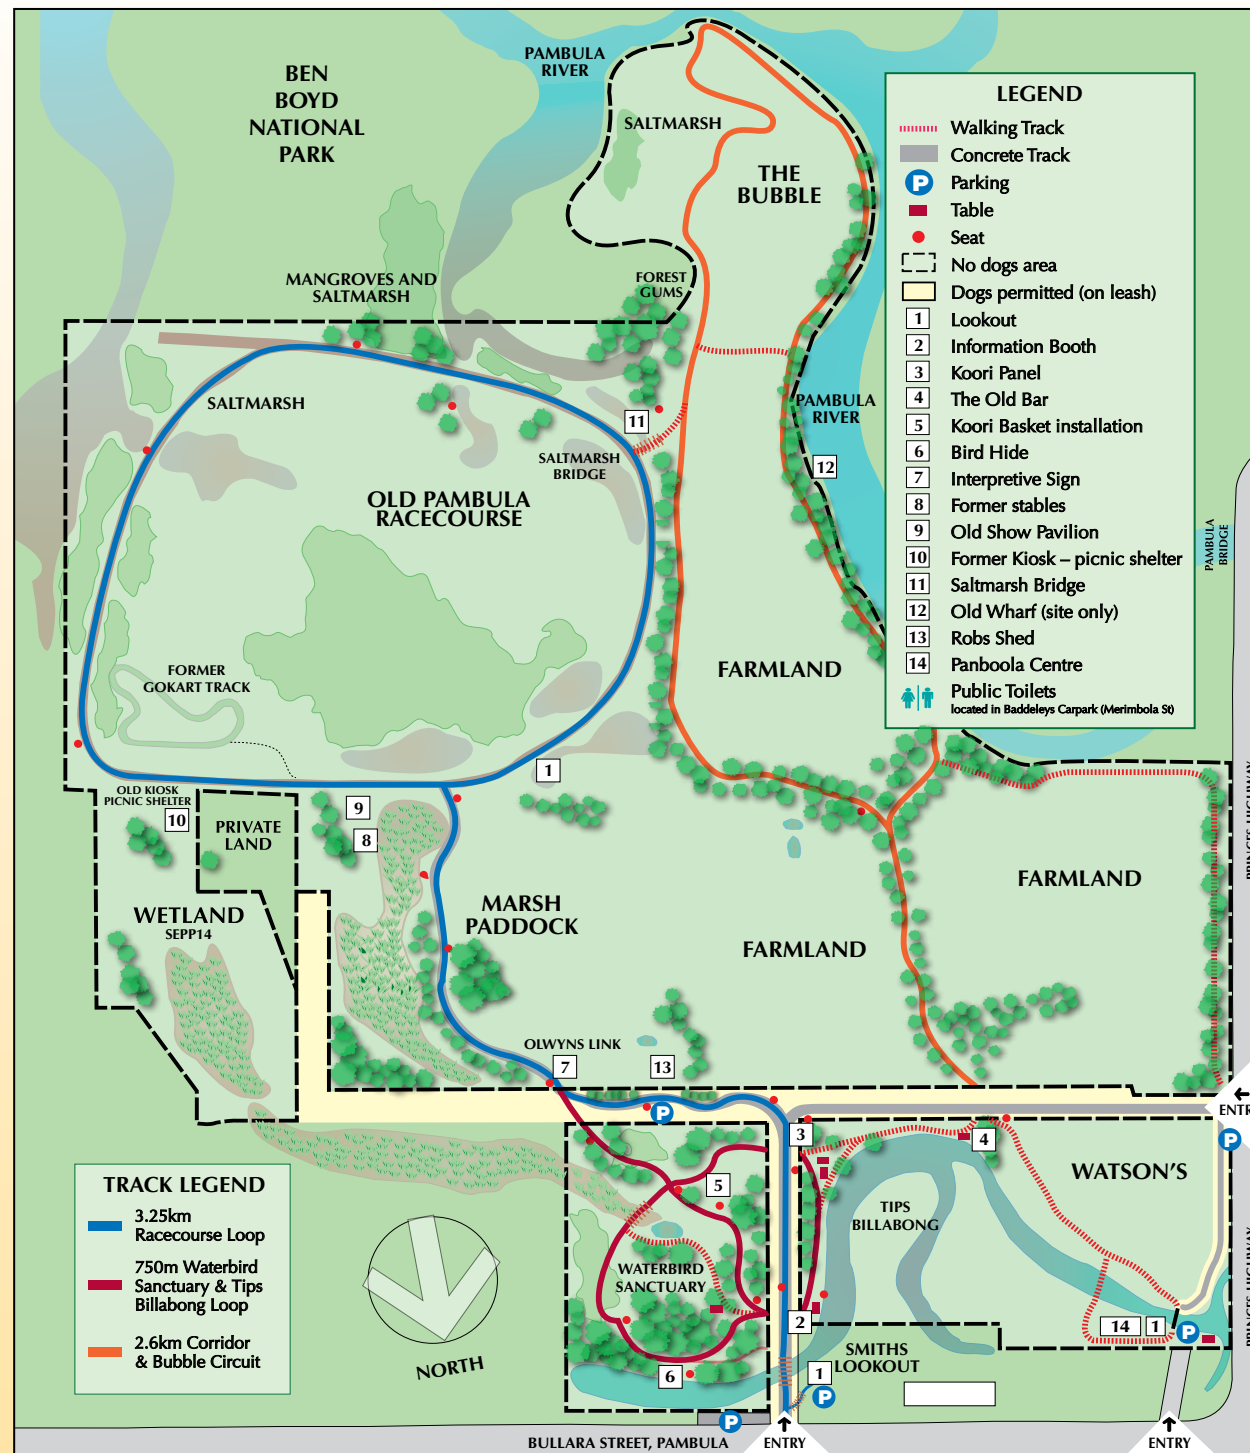 BEN
BOYD
NATIONAL
PARK
PAMBULA
RIVER
SALTMARSH
THE
BUBBLE
MANGROVES AND
SALTMARSH
FOREST
GUMS
SALTMARSH
11
SALTMARSH
BRIDGE
PAMBULA
RIVER
12
OLD PAMBULA
RACECOURSE
FORMER
GOKART TRACK
FARMLAND
1
OLD KIOSK
PICNIC SHELTER
10
PRIVATE
LAND
9
8
WETLAND
SEPP14
MARSH
PADDOCK
FARMLAND
FARMLAND
OLWYNS LINK
7
13
P
3
4
5
WATERBIRD
SANCTUARY
TIPS
BILLABONG
WATSON'S
2
6
SMITHS
LOOKOUT
1
P
14
1
P
P
P
ENTRY
ENTRY
BULLARA STREET, PAMBULA
PAMBULA
BRIDGE
PRINCES HIGHWAY
NORTH
LEGEND
Walking Track
Concrete Track
P Parking
Table
Seat
No dogs area
Dogs permitted (on leash)
1 Lookout
2 Information Booth
3 Koori Panel
4 The Old Bar
5 Koori Basket installation
6 Bird Hide
7 Interpretive Sign
8 Former stables
9 Old Show Pavilion
10 Former Kiosk – picnic shelter
11 Saltmarsh Bridge
12 Old Wharf (site only)
13 Robs Shed
14 Panboola Centre
Public Toilets
located in Baddeleys Carpark (Merimbola St)
TRACK LEGEND
3.25km
Racecourse Loop
750m Waterbird
Sanctuary & Tips
Billabong Loop
2.6km Corridor
& Bubble Circuit